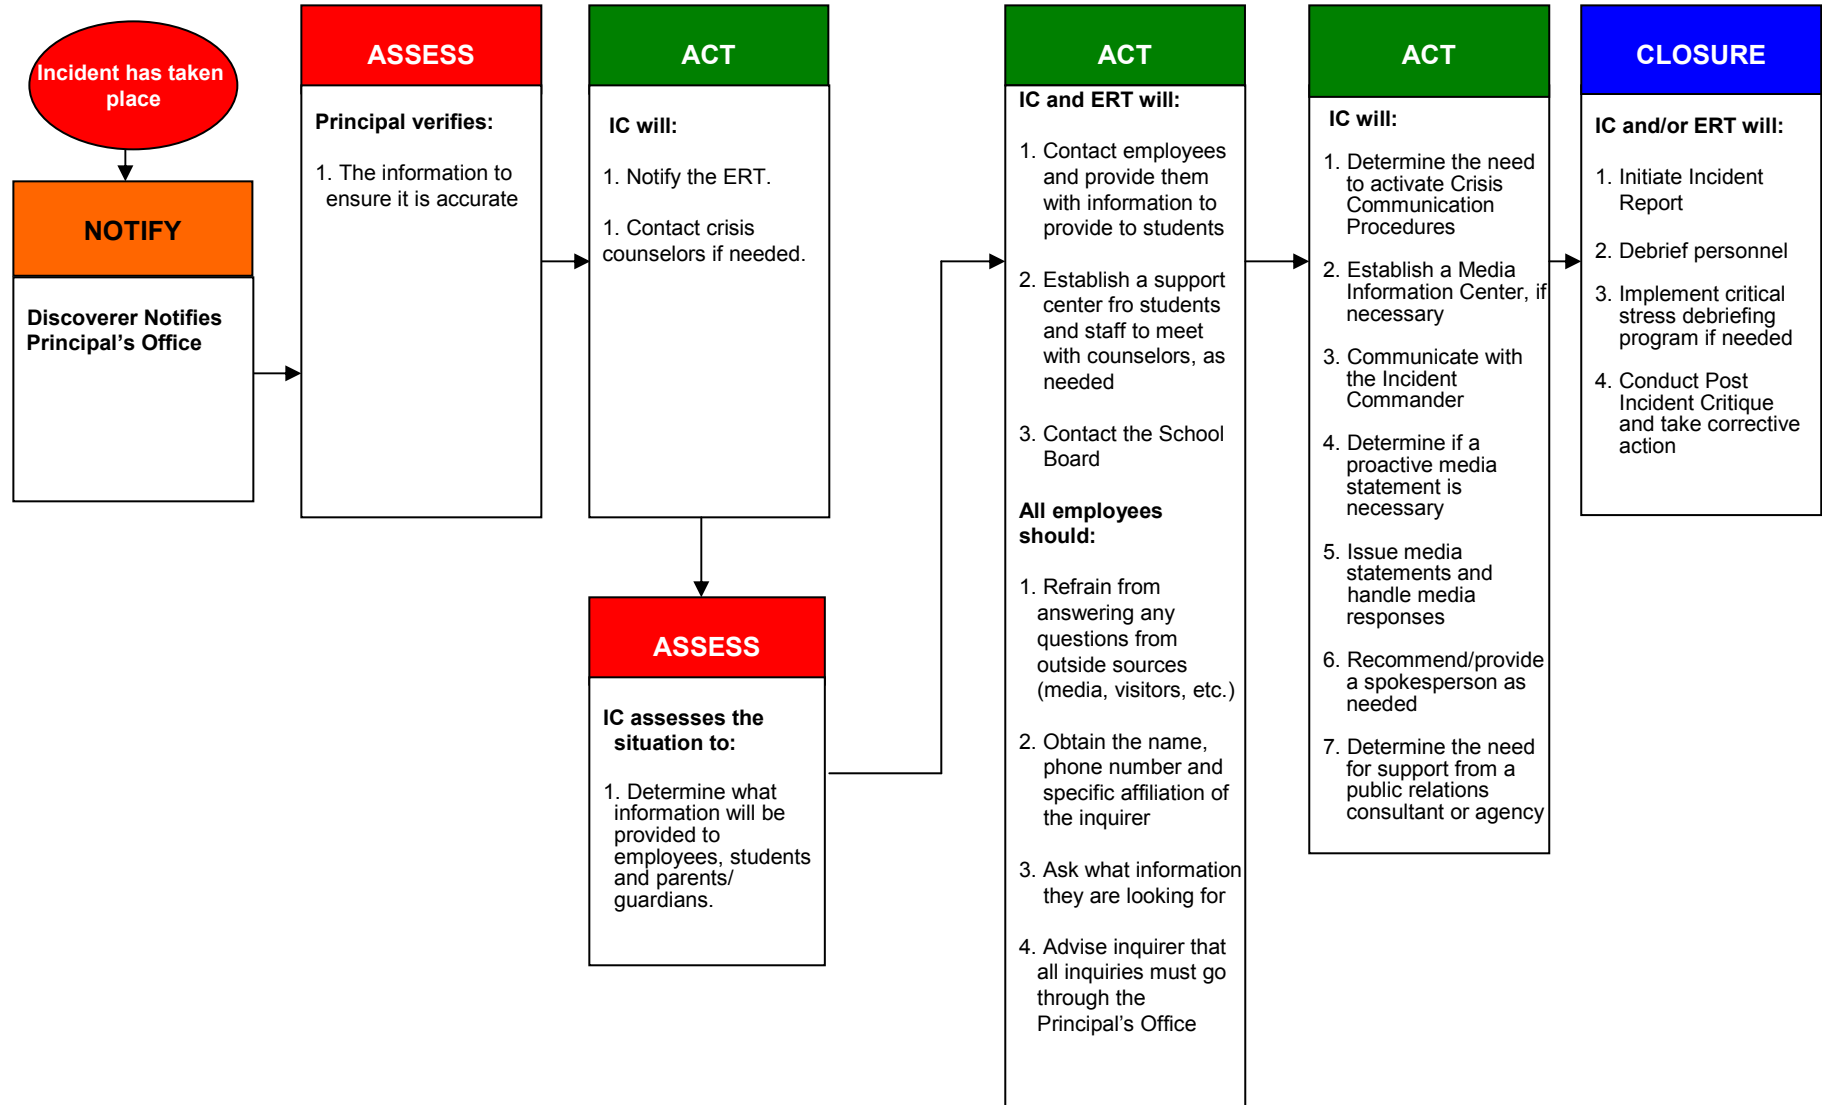 Incident has taken
place
NOTIFY
Discoverer Notifies
Principal's Office
ASSESS
Principal verifies:
1. The information to
ensure it is accurate
ACT
IC will:
1. Notify the ERT.
1. Contact crisis
counselors if needed.
ASSESS
IC assesses the
situation to:
1. Determine what
information will be
provided to
employees, students
and parents/
guardians.
ACT
IC and ERT will:
1. Contact employees
and provide them
with information to
provide to students
2. Establish a support
center fro students
and staff to meet
with counselors, as
needed
3. Contact the School
Board
All employees
should:
1. Refrain from
answering any
questions from
outside sources
(media, visitors, etc.)
2. Obtain the name,
phone number and
specific affiliation of
the inquirer
3. Ask what information
they are looking for
4. Advise inquirer that
all inquiries must go
through the
Principal's Office
ACT
IC will:
1. Determine the need
to activate Crisis
Communication
Procedures
2. Establish a Media
Information Center, if
necessary
3. Communicate with
the Incident
Commander
4. Determine if a
proactive media
statement is
necessary
5. Issue media
statements and
handle media
responses
6. Recommend/provide
a spokesperson as
needed
7. Determine the need
for support from a
public relations
consultant or agency
CLOSURE
IC and/or ERT will:
1. Initiate Incident
Report
2. Debrief personnel
3. Implement critical
stress debriefing
program if needed
4. Conduct Post
Incident Critique
and take corrective
action